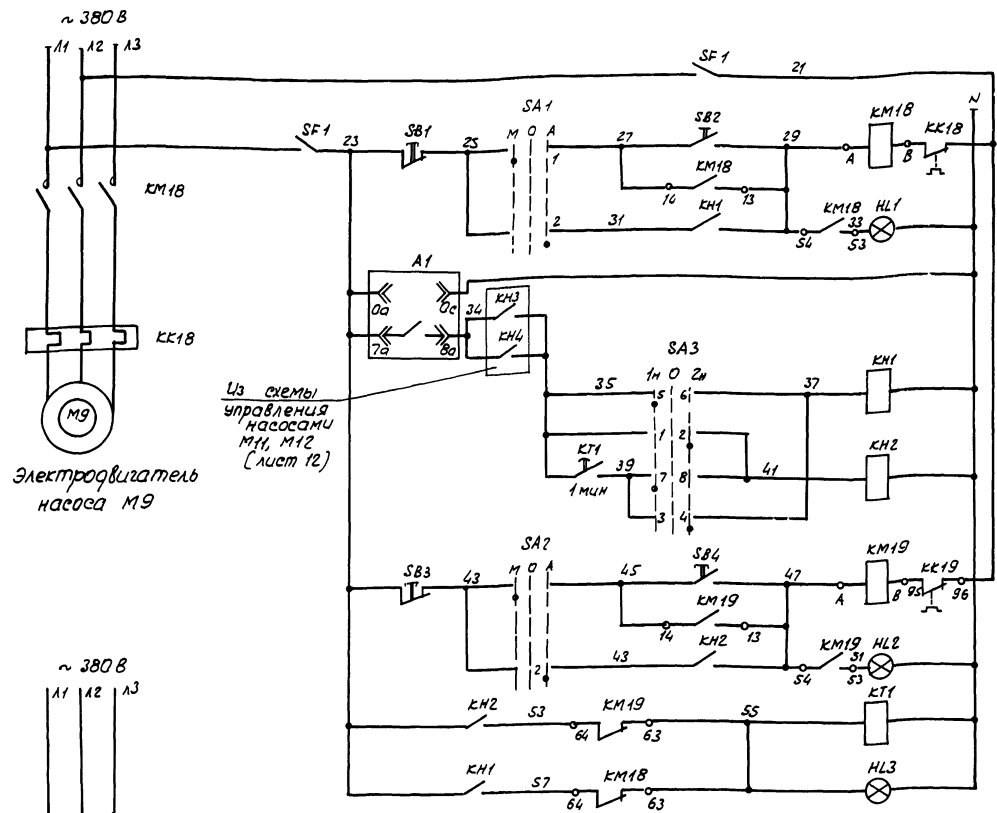 ~ 380 В
Л1 Л2 Л3
SF1
21
N
SA1
SB2
KM18
KK18
SF1
23
SB1
25
М О А
27
29
1
A
B
KM18
KM18
14
13
2
31
KH1
KM18
33
HL1
54
53
A1
0а
0с
34
KH3
7а
8а
KH4
KK18
SA3
1н О 2н
KH1
Из схемы
управления
насосами
М11, М12
(лист 12)
35
5
6
37
М9
1
2
KH2
KT1
39
7
8
41
1 мин
3
4
Электродвигатель
насоса М9
SA2
SB4
KM19
KK19
SB3
43
М О А
45
47
A
B
95
96
KM19
14
13
2
43
KH2
KM19
51
HL2
54
53
~ 380 В
Л1 Л2 Л3
KH2
53
KM19
55
KT1
64
63
KH1
57
KM18
HL3
64
63